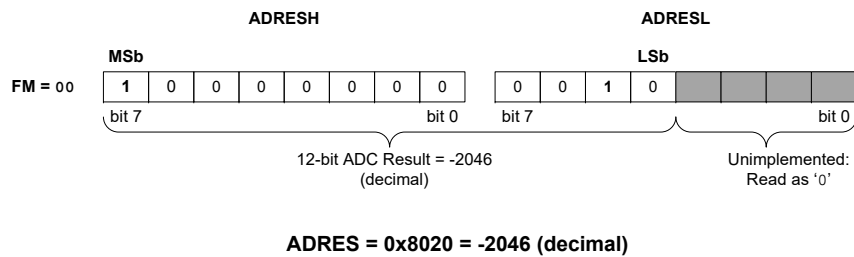 ADRESH ADRESL
MSb LSb
FM = 00 1 0 0 0 0 0 0 0 0 0 1 0
bit 7 bit 0 bit 7 bit 0
12-bit ADC Result = -2046 Unimplemented:
(decimal) Read as ‘0’
ADRES = 0x8020 = -2046 (decimal)